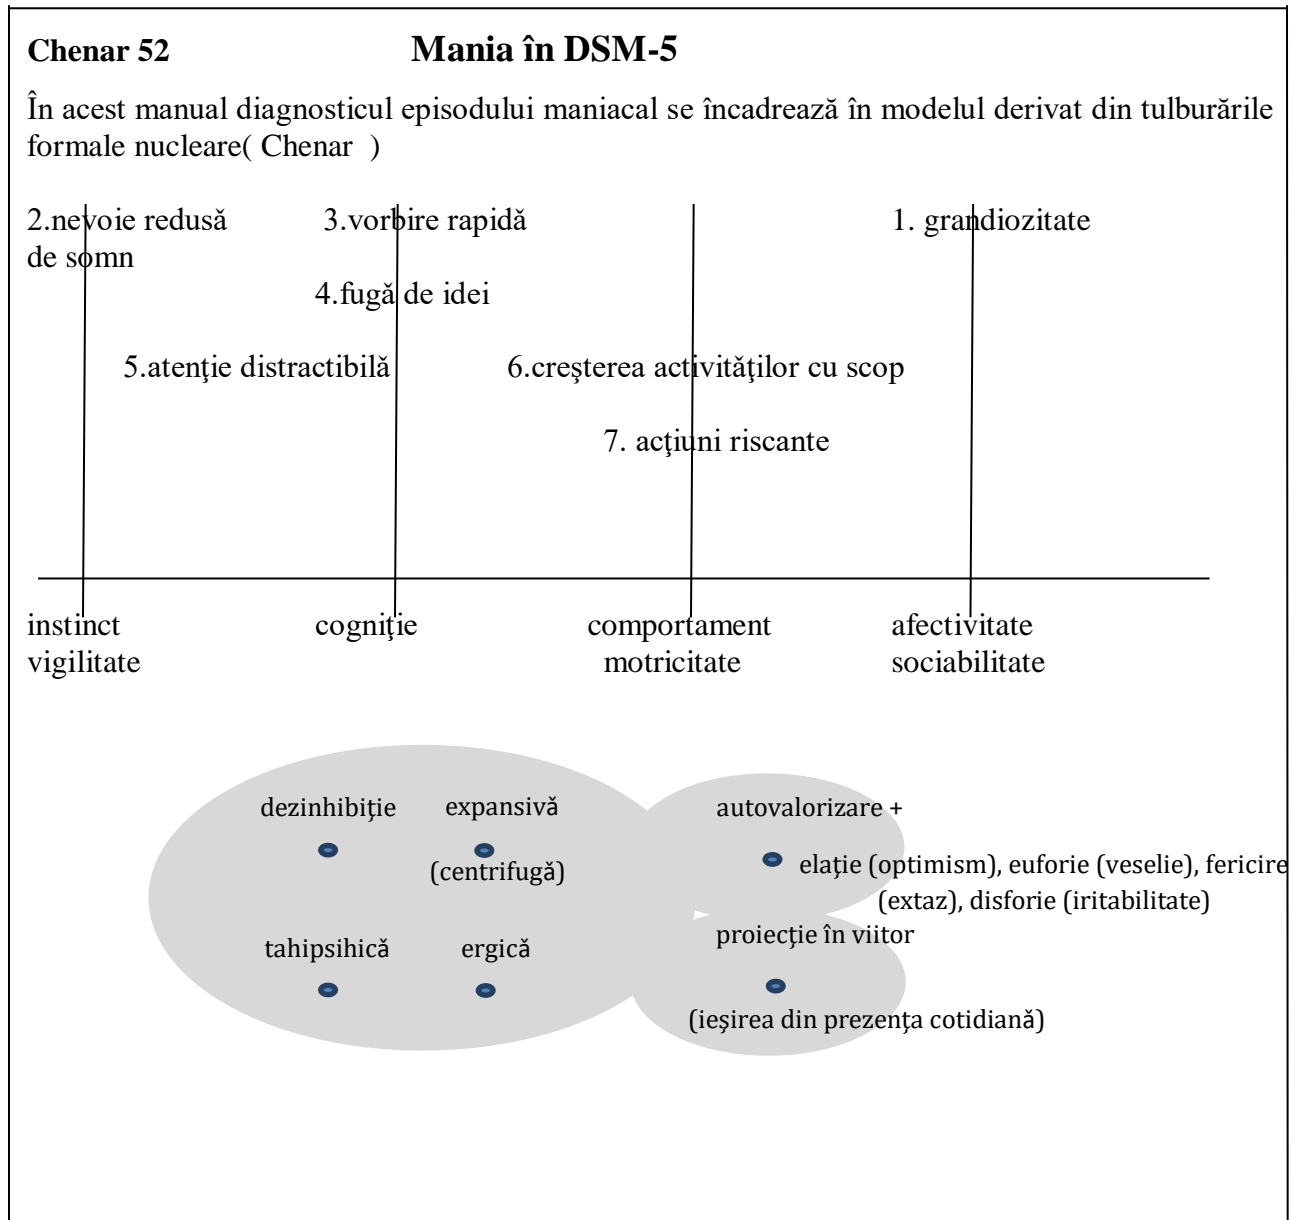 Chenar 52 Mania în DSM-5
În acest manual diagnosticul episodului maniacal se încadrează în modelul derivat din tulburările
formale nucleare( Chenar )
2.nevoie redusă 3.vorbire rapidă 1. grandiozitate
de somn
4.fugă de idei
5.atenţie distractibilă 6.creşterea activităţilor cu scop
7. acţiuni riscante
instinct cogniţie comportament afectivitate
vigilitate motricitate sociabilitate
dezinhibiţie expansivă autovalorizare +
(centrifugă) elaţie (optimism), euforie (veselie), fericire
(extaz), disforie (iritabilitate)
proiecţie în viitor
tahipsihică ergică
(ieşirea din prezenţa cotidiană)